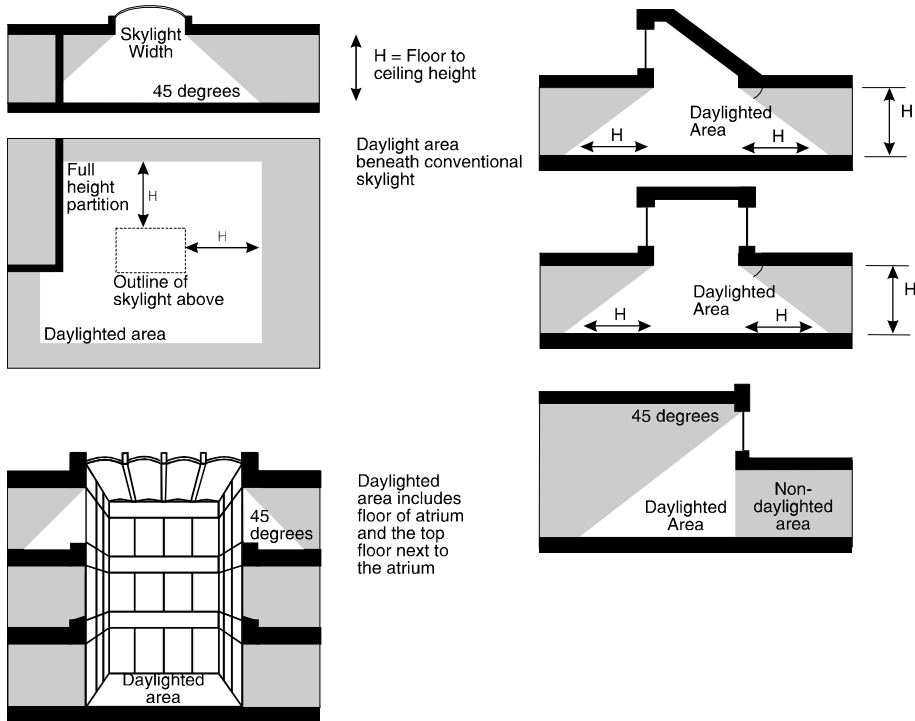 Skylight
Width
45 degrees
H = Floor to
ceiling height
Full
height
partition
H
H
Outline of
skylight above
Daylighted area
Daylight area
beneath conventional
skylight
45
degrees
Daylighted
area
Daylighted
area includes
floor of atrium
and the top
floor next to
the atrium
Daylighted
Area
H
H
H
Daylighted
Area
H
H
H
45 degrees
Daylighted
Area
Non-
daylighted
area